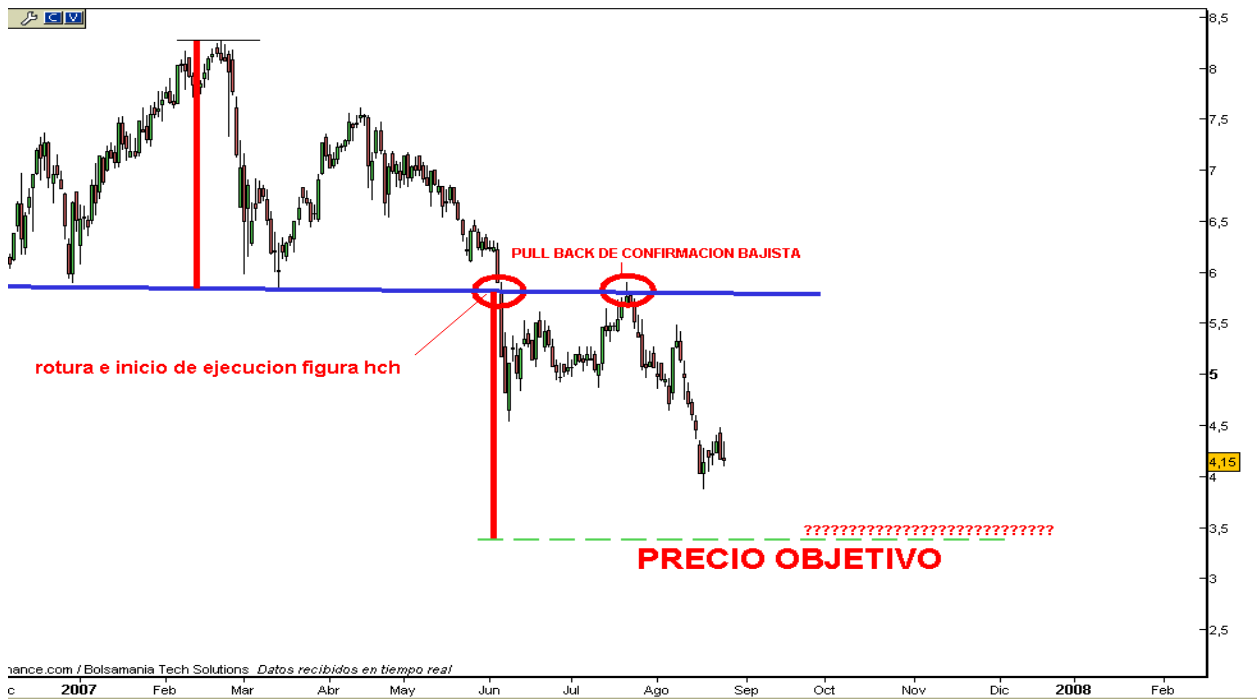 C V
8,5
8
7,5
7
6,5
PULL BACK DE CONFIRMACION BAJISTA
6
5,5
rotura e inicio de ejecucion figura hch
5
4,5
4,15
4
???????????????????????????
3,5
PRECIO OBJETIVO
3
2,5
nance.com / Bolsamania Tech Solutions Datos recibidos en tiempo real
c 2007 Feb Mar Abr May Jun Jul Ago Sep Oct Nov Dic 2008 Feb